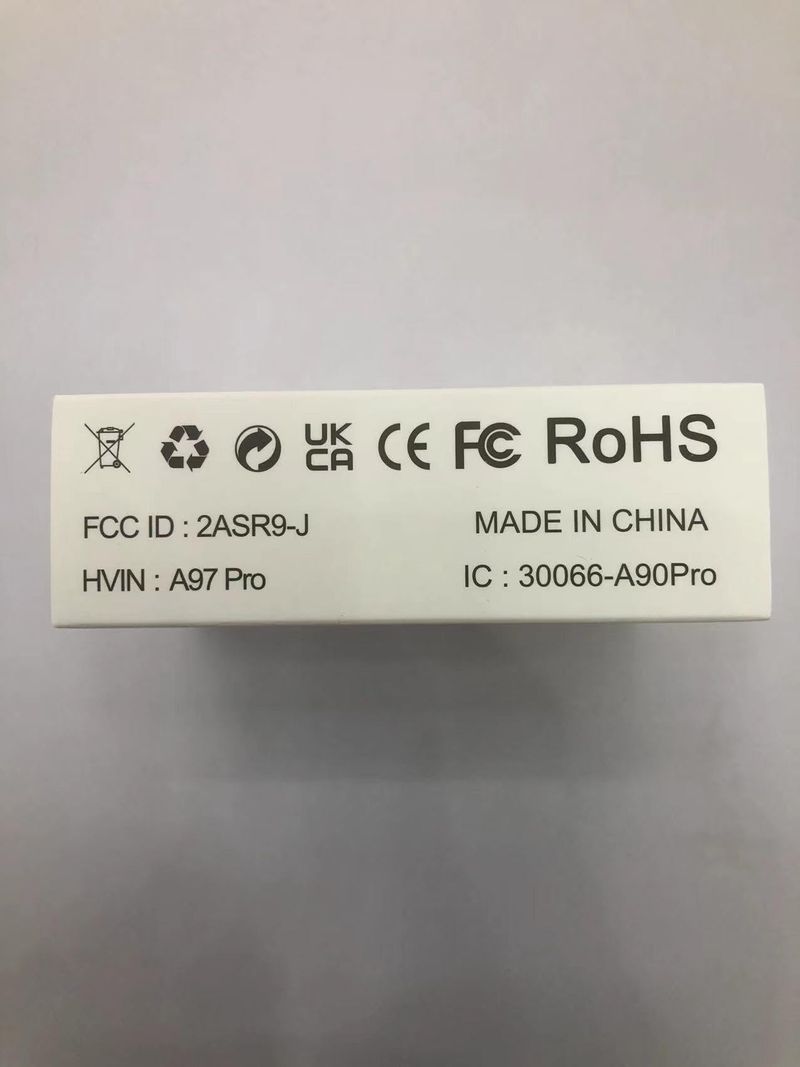 UK
CA CE FC RoHS
FCC ID : 2ASR9-J MADE IN CHINA
HVIN : A97 Pro IC : 30066-A90Pro